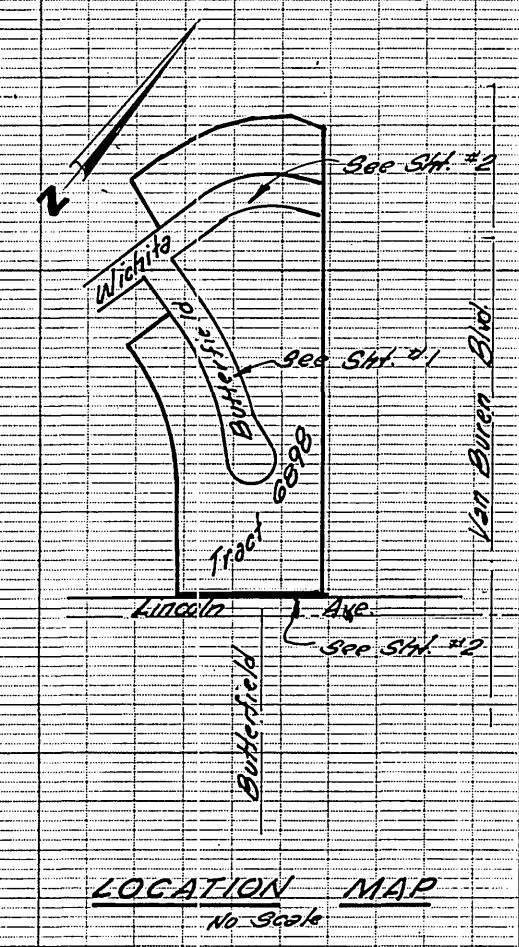 N
See Sht. #2
Wichita
Butterfield
See Sht. #1
Van Buren Blvd.
Tract 6898
Lincoln Ave.
See Sht. #2
Butterfield
LOCATION MAP
No Scale